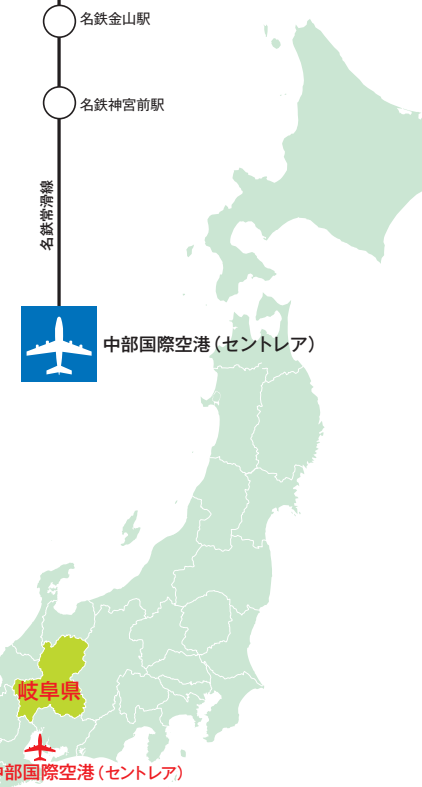 名鉄金山駅
名鉄神宮前駅
名鉄常滑線
中部国際空港（セントレア）
岐阜県
中部国際空港（セントレア）